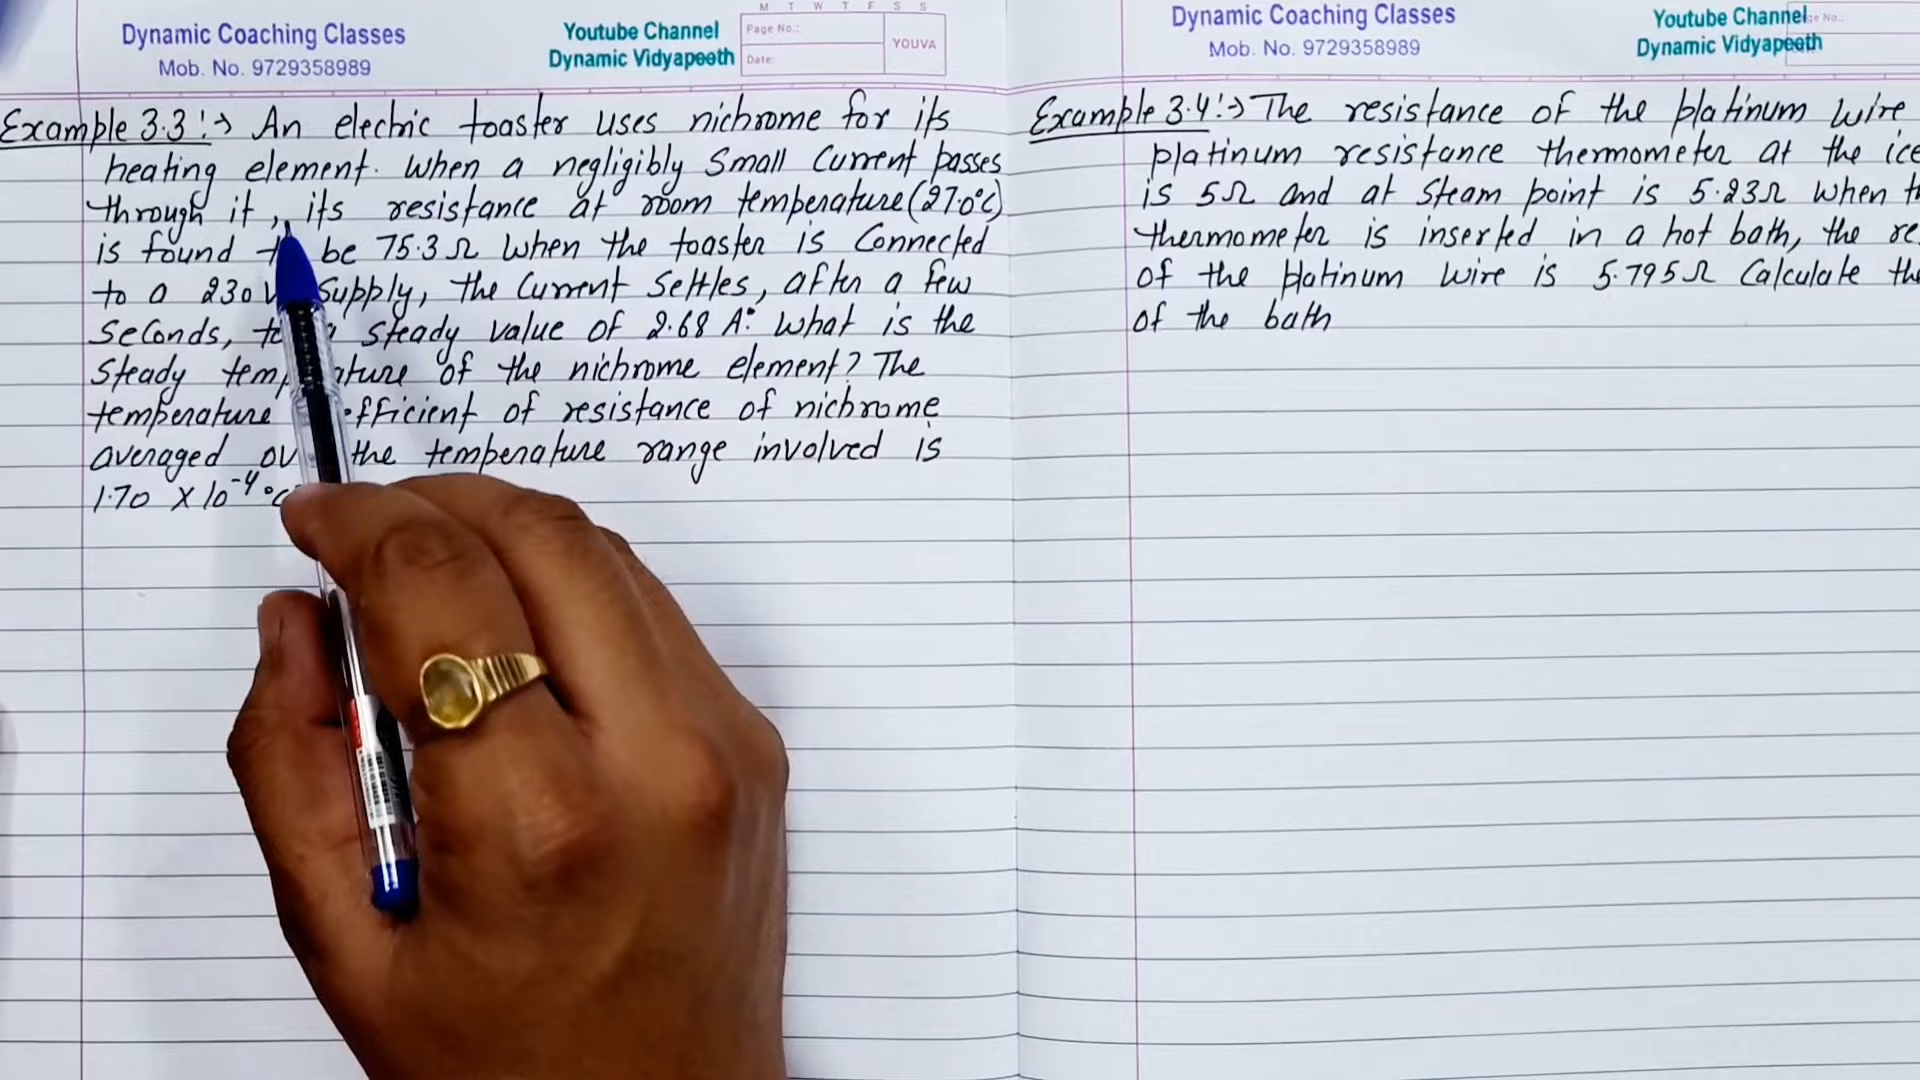 Dynamic Coaching Classes
Mob. No. 9729358989
Youtube Channel
Dynamic Vidyapeeth
M T W T F S S
Page No.:
Date:
YOUVA
Example 3.3 :→ An electric toaster uses nichrome for its
heating element. When a negligibly Small Current passes
through it, its resistance at room temperature (27.0°C)
is found be 75.3 Ω When the toaster is Connected
to a 230 Supply, the Current Settles, after a few
Seconds, steady value of 2.68 A. What is the
Steady of the nichrome element? The
temperature of resistance of nichrome
averaged the temperature range involved is
1.70 × 10⁻⁴ °C
Dynamic Coaching Classes
Mob. No. 9729358989
Youtube Channel
Dynamic Vidyapeeth
Example 3.4 :→ The resistance of the platinum wire
platinum resistance thermometer at the ice
is 5Ω and at Steam point is 5.23Ω When
thermometer is inserted in a hot bath, the
of the platinum wire is 5.795Ω Calculate
of the bath